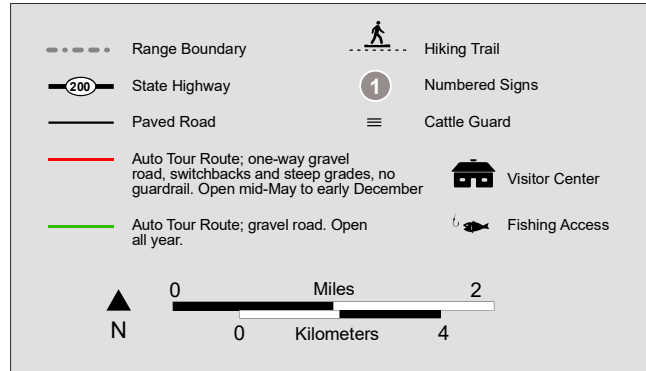 Range Boundary
Hiking Trail
200
State Highway
1
Numbered Signs
Paved Road
Cattle Guard
Auto Tour Route; one-way gravel
road, switchbacks and steep grades, no
guardrail. Open mid-May to early December
Visitor Center
Auto Tour Route; gravel road. Open
all year.
Fishing Access
0 Miles 2
N
0 Kilometers 4